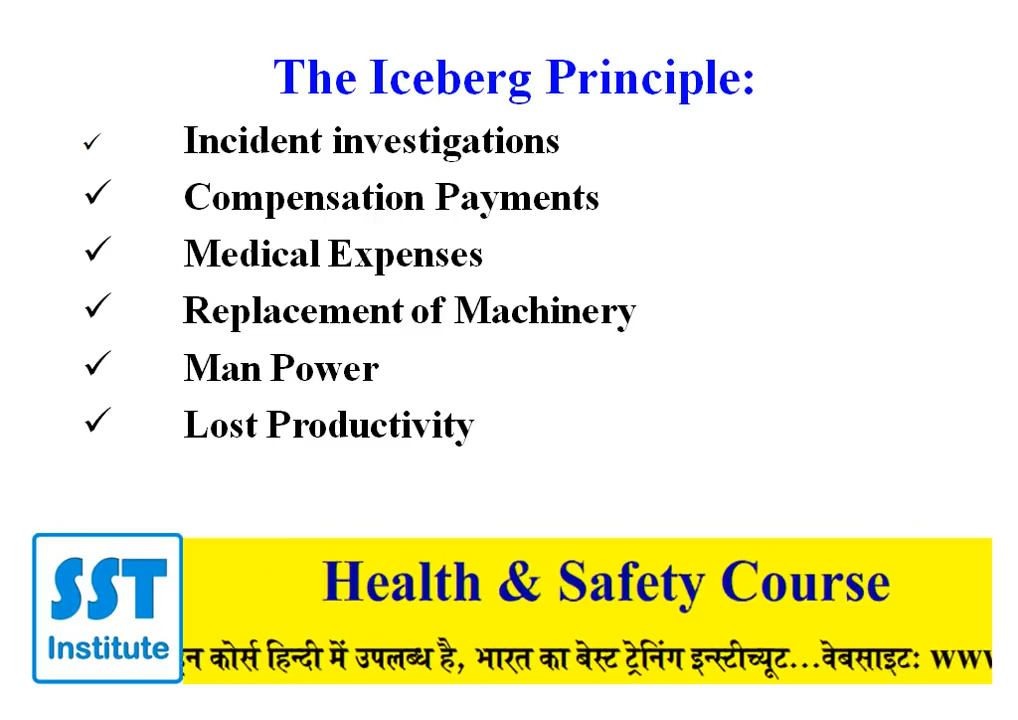 The Iceberg Principle:
✓ Incident investigations
✓ Compensation Payments
✓ Medical Expenses
✓ Replacement of Machinery
✓ Man Power
✓ Lost Productivity
SST
Institute
Health & Safety Course
कोर्स हिन्दी में उपलब्ध है, भारत का बेस्ट ट्रेनिंग इन्स्टीच्यूट...वेबसाइट: